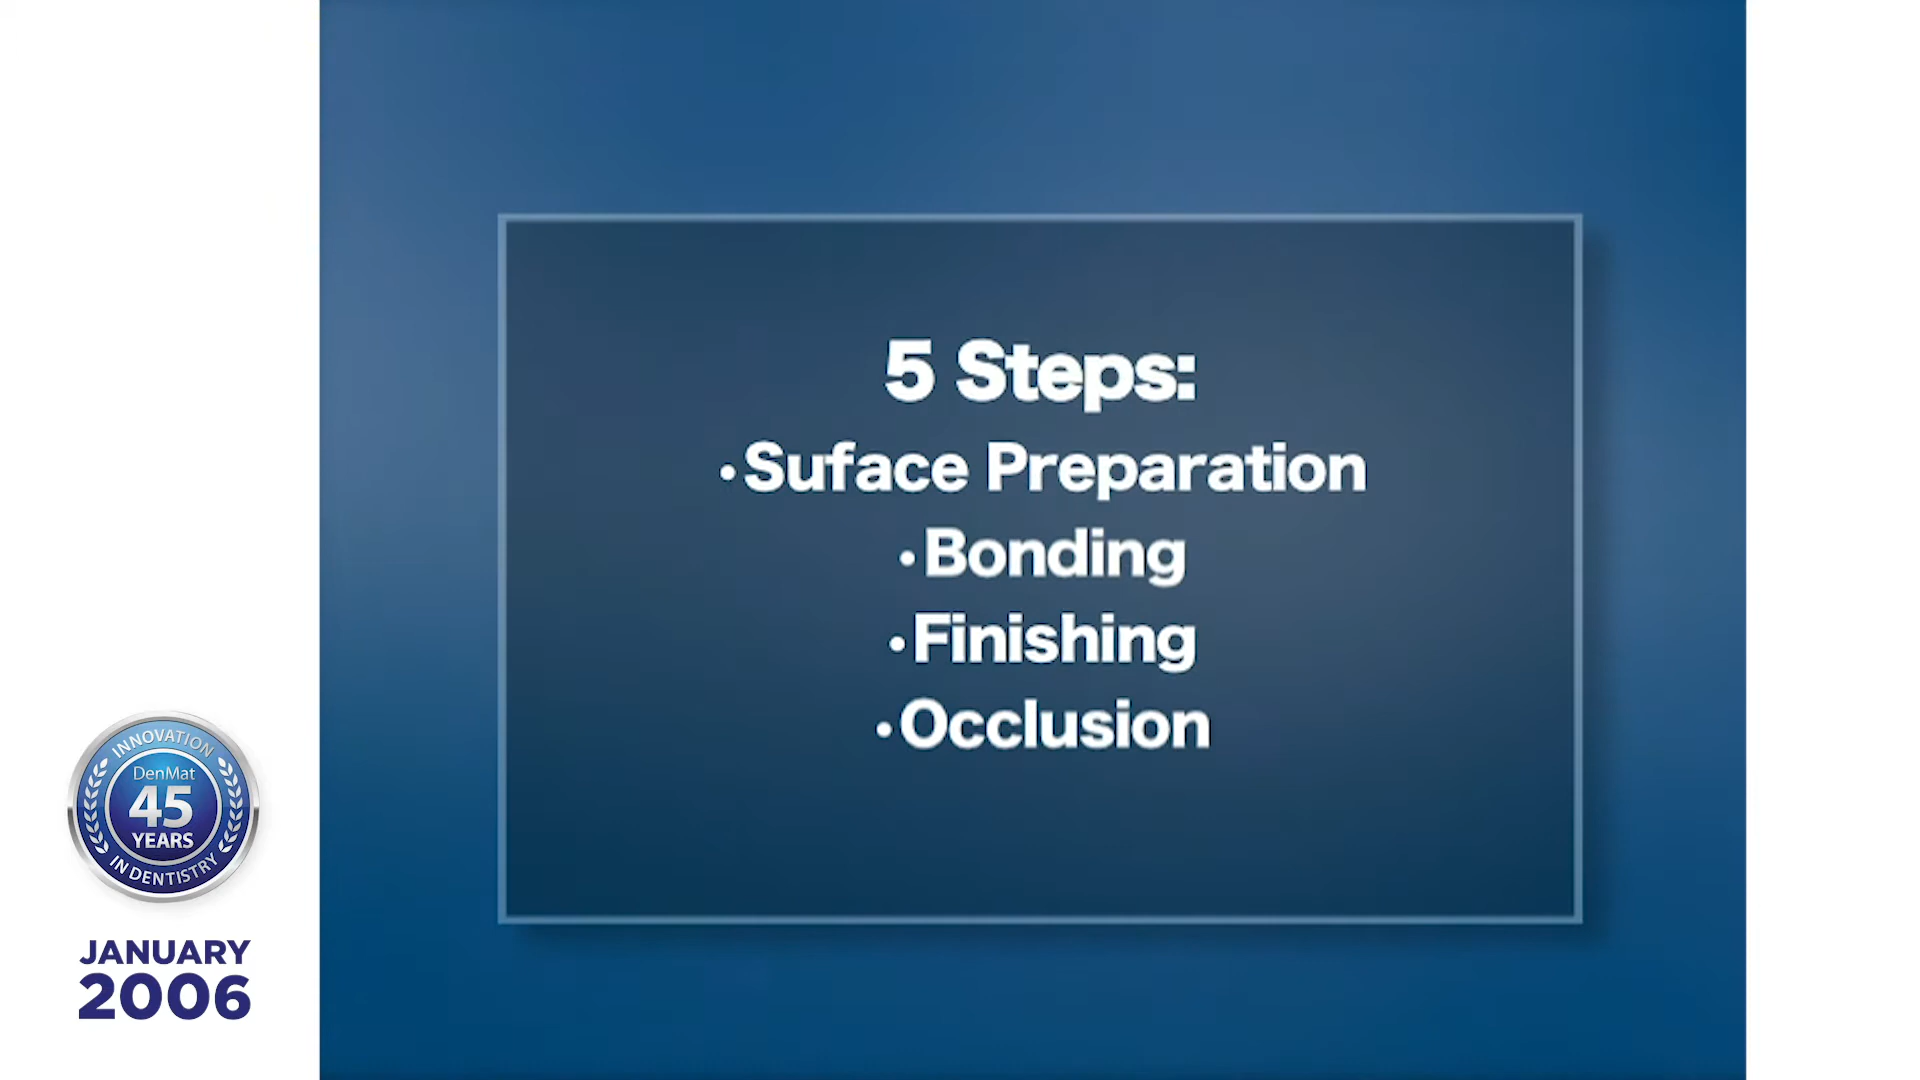 5 Steps:
•Suface Preparation
•Bonding
•Finishing
•Occlusion
INNOVATION
DenMat
45
YEARS
IN DENTISTRY
JANUARY
2006